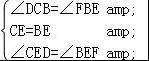 ∠DCB=∠FBE amp;
CE=BE amp;
∠CED=∠BEF amp;